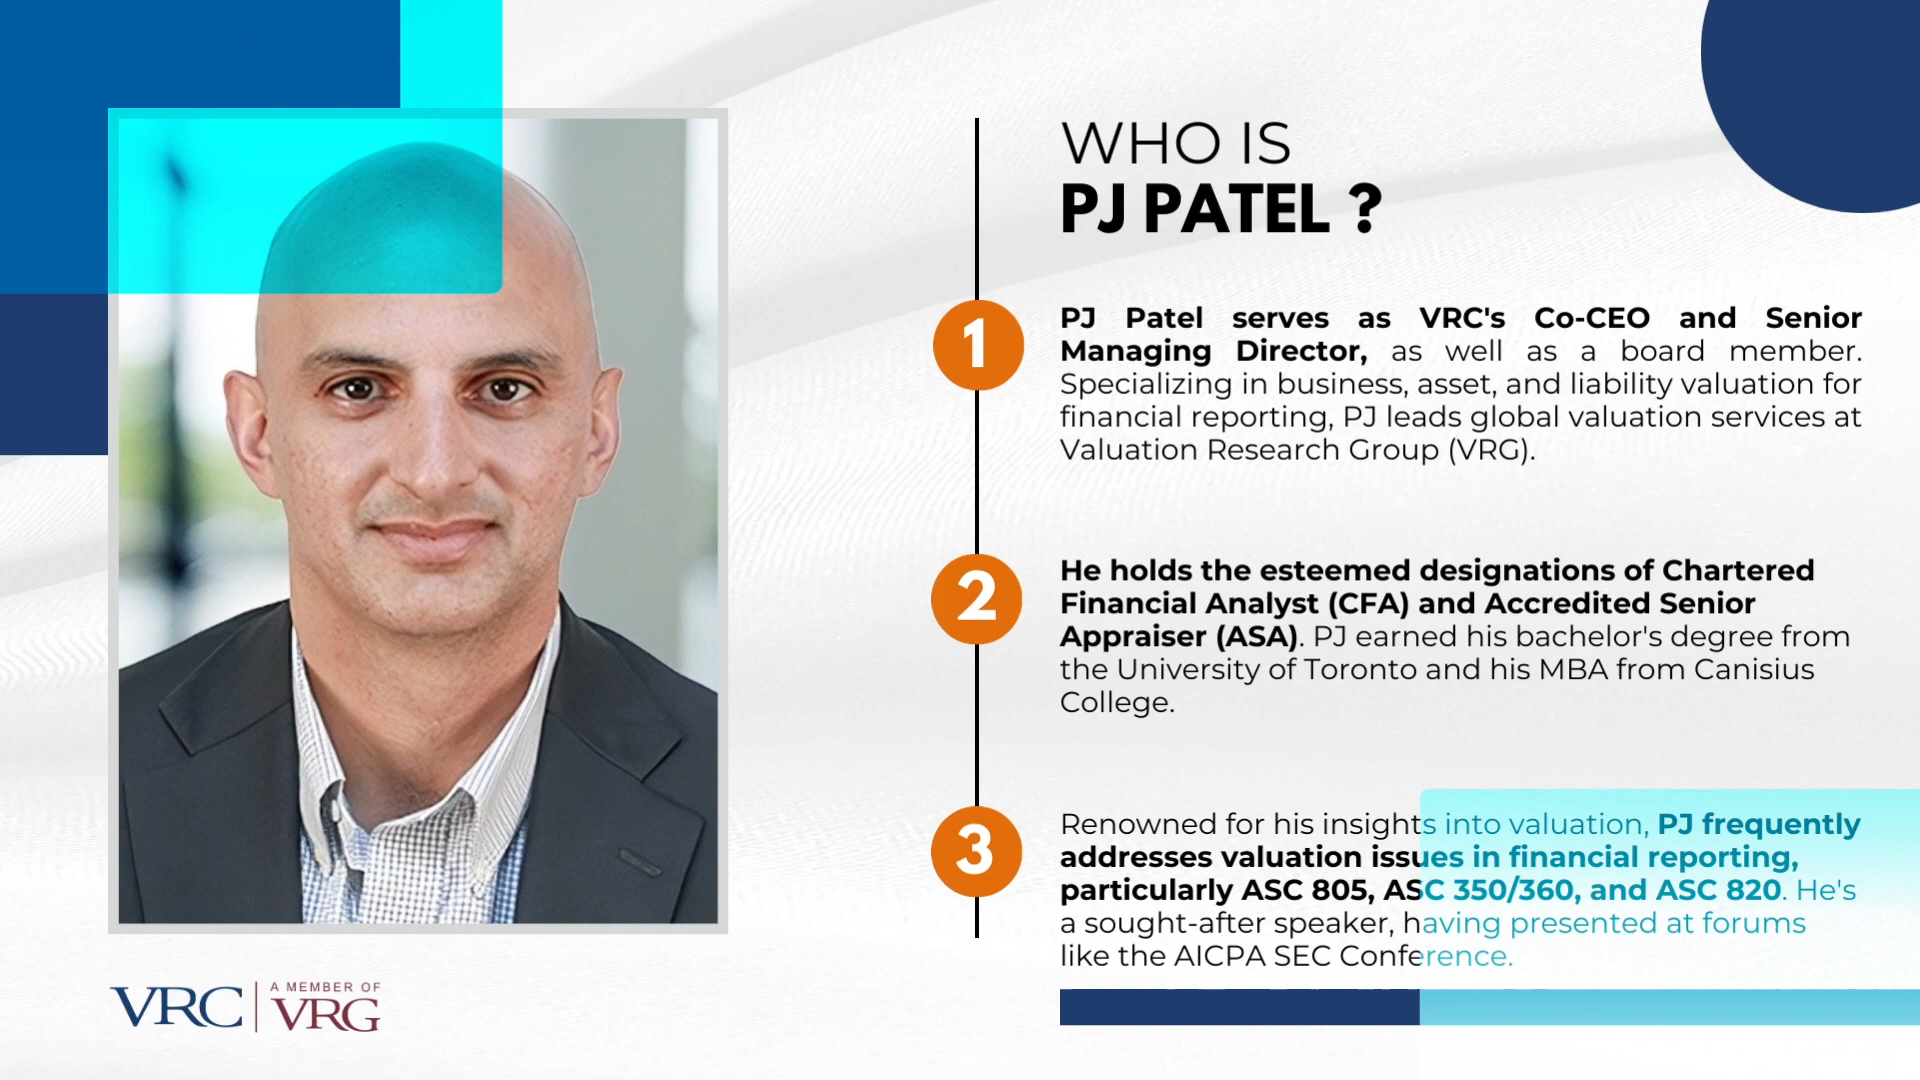 WHO IS
PJ PATEL ?
1
PJ Patel serves as VRC's Co-CEO and Senior
Managing Director, as well as a board member.
Specializing in business, asset, and liability valuation for
financial reporting, PJ leads global valuation services at
Valuation Research Group (VRG).
2
He holds the esteemed designations of Chartered
Financial Analyst (CFA) and Accredited Senior
Appraiser (ASA). PJ earned his bachelor's degree from
the University of Toronto and his MBA from Canisius
College.
3
Renowned for his insights into valuation, PJ frequently
addresses valuation issues in financial reporting,
particularly ASC 805, ASC 350/360, and ASC 820. He's
a sought-after speaker, having presented at forums
like the AICPA SEC Conference.
VRC
A MEMBER OF
VRG